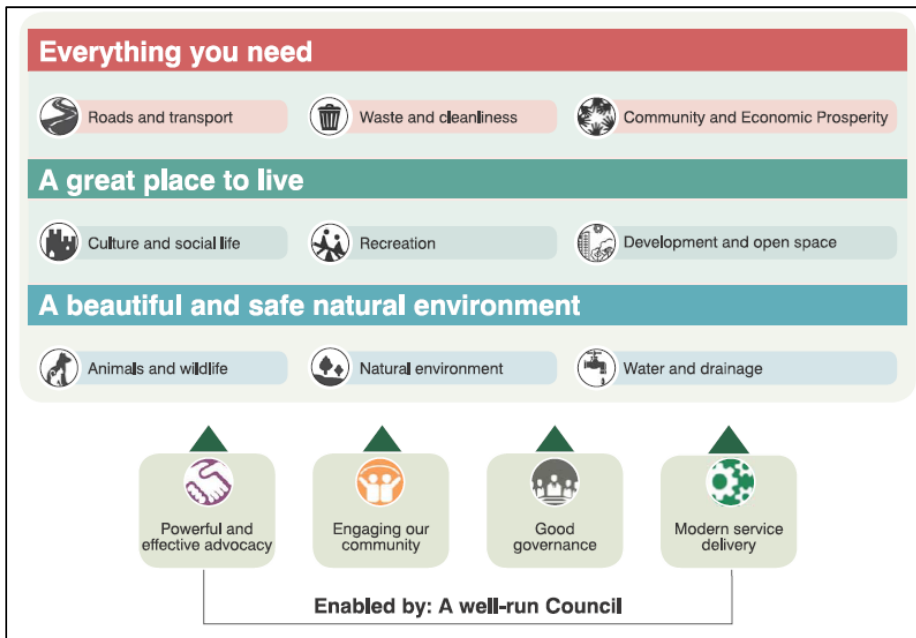 Everything you need
Roads and transport
Waste and cleanliness
Community and Economic Prosperity
A great place to live
Culture and social life
Recreation
Development and open space
A beautiful and safe natural environment
Animals and wildlife
Natural environment
Water and drainage
Powerful and
effective advocacy
Engaging our
community
Good
governance
Modern service
delivery
Enabled by: A well-run Council